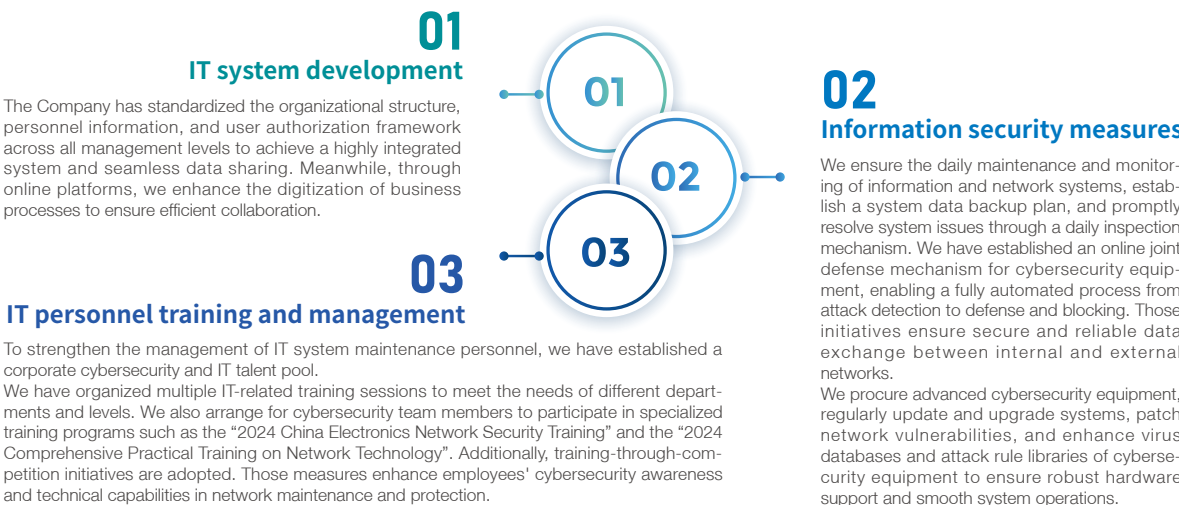 01
IT system development
The Company has standardized the organizational structure,
personnel information, and user authorization framework
across all management levels to achieve a highly integrated
system and seamless data sharing. Meanwhile, through
online platforms, we enhance the digitization of business
processes to ensure efficient collaboration.
01
02
03
02
Information security measures
We ensure the daily maintenance and monitor-
ing of information and network systems, estab-
lish a system data backup plan, and promptly
resolve system issues through a daily inspection
mechanism. We have established an online joint
defense mechanism for cybersecurity equip-
ment, enabling a fully automated process from
attack detection to defense and blocking. Those
initiatives ensure secure and reliable data
exchange between internal and external
networks.
We procure advanced cybersecurity equipment,
regularly update and upgrade systems, patch
network vulnerabilities, and enhance virus
databases and attack rule libraries of cyberse-
curity equipment to ensure robust hardware
support and smooth system operations.
03
IT personnel training and management
To strengthen the management of IT system maintenance personnel, we have established a
corporate cybersecurity and IT talent pool.
We have organized multiple IT-related training sessions to meet the needs of different depart-
ments and levels. We also arrange for cybersecurity team members to participate in specialized
training programs such as the “2024 China Electronics Network Security Training” and the “2024
Comprehensive Practical Training on Network Technology”. Additionally, training-through-com-
petition initiatives are adopted. Those measures enhance employees' cybersecurity awareness
and technical capabilities in network maintenance and protection.